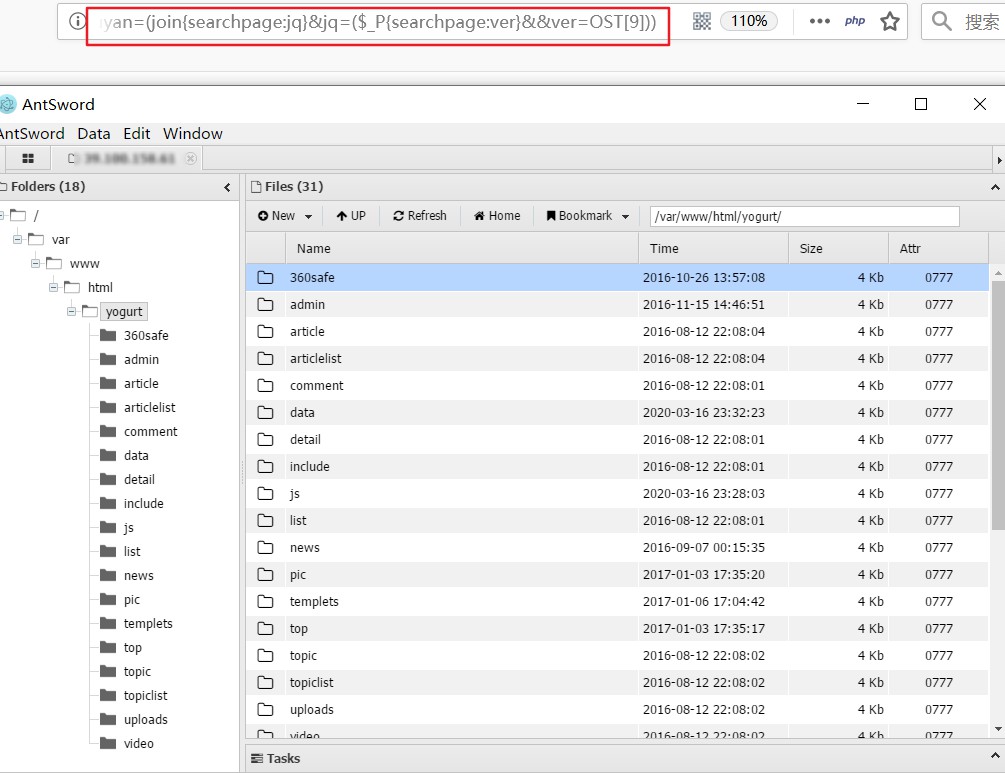 yan=(join{searchpage:jq}&jq=($_P{searchpage:ver}&&ver=OST[9]))
110%
php
搜索
AntSword
AntSword Data Edit Window
Folders (18)
/
var
www
html
yogurt
360safe
admin
article
articlelist
comment
data
detail
include
js
list
news
pic
templets
top
topic
topiclist
uploads
video
Files (31)
New UP Refresh Home Bookmark /var/www/html/yogurt/
Name Time Size Attr
360safe 2016-10-26 13:57:08 4 Kb 0777
admin 2016-11-15 14:46:51 4 Kb 0777
article 2016-08-12 22:08:04 4 Kb 0777
articlelist 2016-08-12 22:08:04 4 Kb 0777
comment 2016-08-12 22:08:01 4 Kb 0777
data 2020-03-16 23:32:23 4 Kb 0777
detail 2016-08-12 22:08:01 4 Kb 0777
include 2016-08-12 22:08:01 4 Kb 0777
js 2020-03-16 23:28:03 4 Kb 0777
list 2016-08-12 22:08:01 4 Kb 0777
news 2016-09-07 00:15:35 4 Kb 0777
pic 2017-01-03 17:35:20 4 Kb 0777
templets 2017-01-06 17:04:42 4 Kb 0777
top 2017-01-03 17:35:17 4 Kb 0777
topic 2016-08-12 22:08:02 4 Kb 0777
topiclist 2016-08-12 22:08:02 4 Kb 0777
uploads 2016-08-12 22:08:02 4 Kb 0777
video 2016-08-12 22:08:02 4 Kb 0777
Tasks